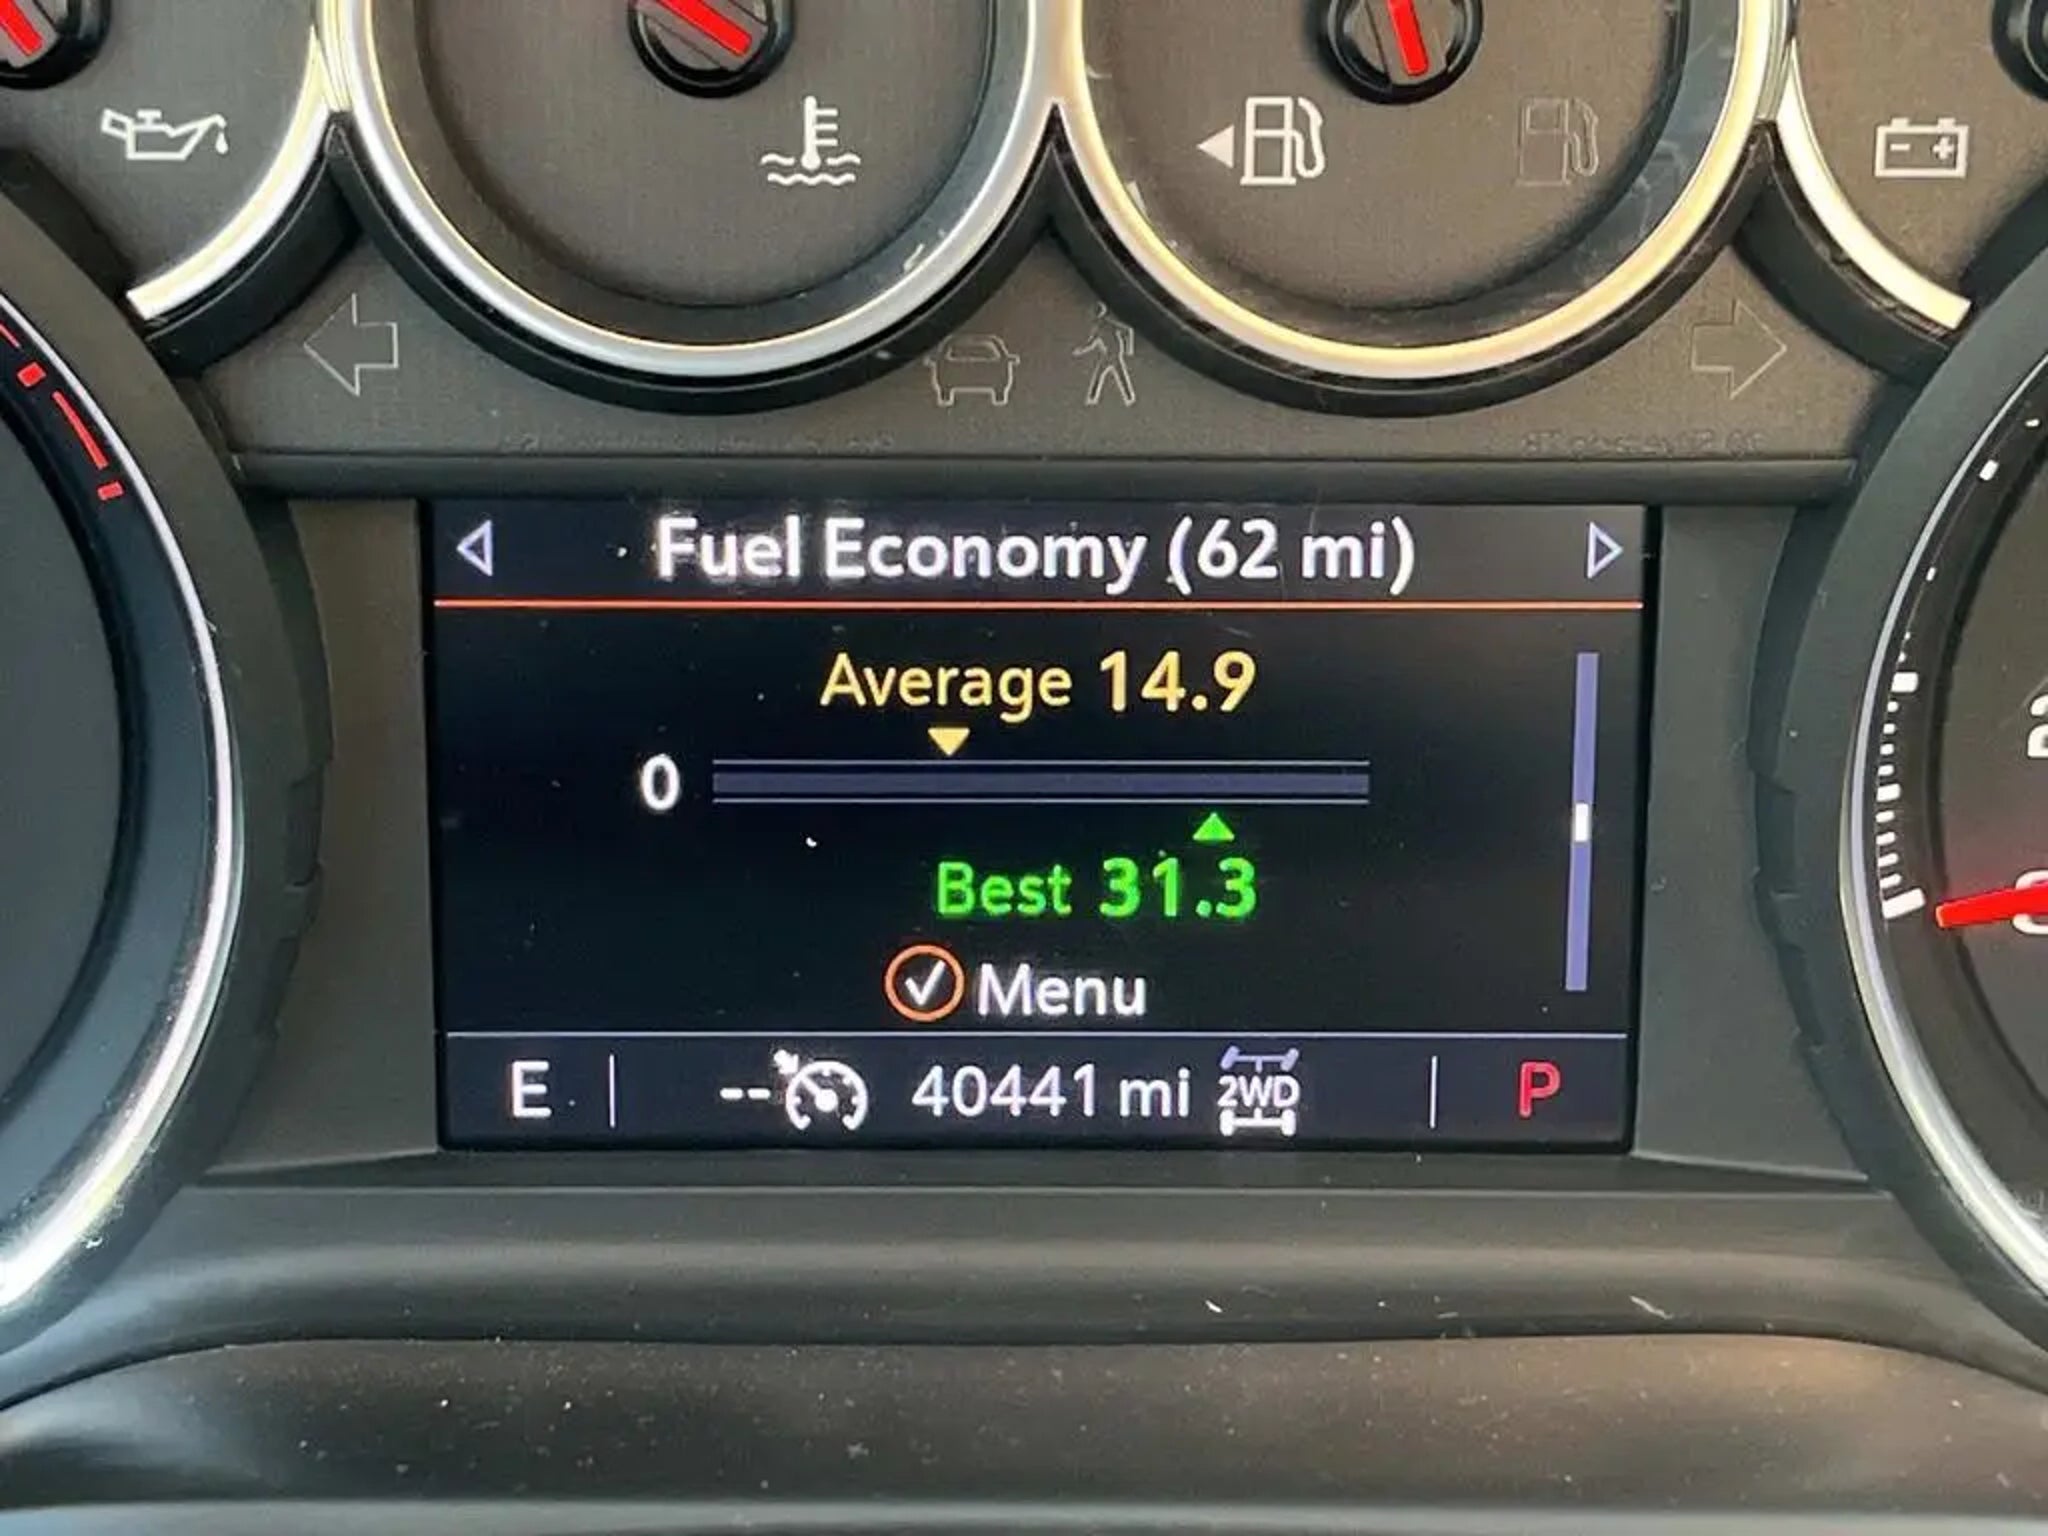 Fuel Economy (62 mi)
Average 14.9
0
Best 31.3
Menu
E -- 40441 mi 2WD P